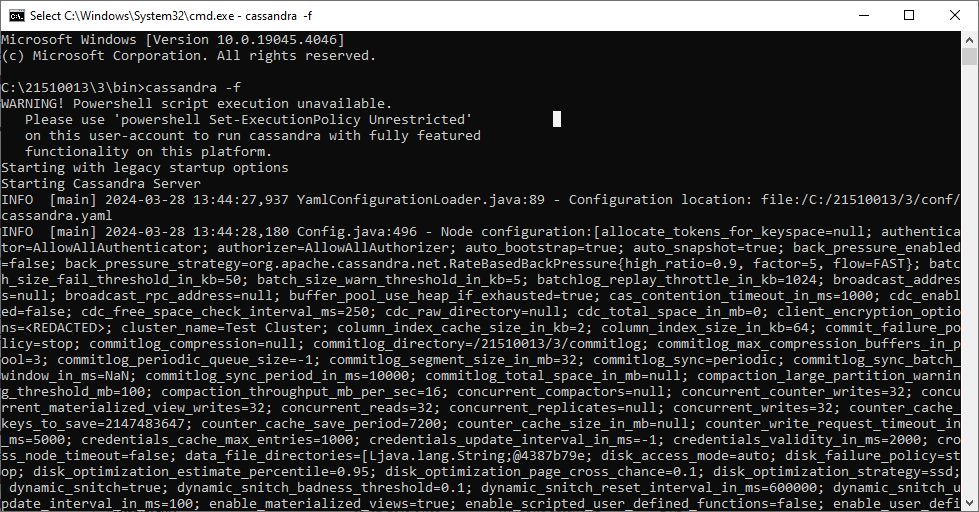 Select C:\Windows\System32\cmd.exe - cassandra  -f
Microsoft Windows [Version 10.0.19045.4046]
(c) Microsoft Corporation. All rights reserved.
C:\21510013\3\bin>cassandra -f
WARNING! Powershell script execution unavailable.
   Please use 'powershell Set-ExecutionPolicy Unrestricted'
   on this user-account to run cassandra with fully featured
   functionality on this platform.
Starting with legacy startup options
Starting Cassandra Server
INFO  [main] 2024-03-28 13:44:27,937 YamlConfigurationLoader.java:89 - Configuration location: file:/C:/21510013/3/conf/
cassandra.yaml
INFO  [main] 2024-03-28 13:44:28,180 Config.java:496 - Node configuration:[allocate_tokens_for_keyspace=null; authentica
tor=AllowAllAuthenticator; authorizer=AllowAllAuthorizer; auto_bootstrap=true; auto_snapshot=true; back_pressure_enabled
=false; back_pressure_strategy=org.apache.cassandra.net.RateBasedBackPressure{high_ratio=0.9, factor=5, flow=FAST}; batc
h_size_fail_threshold_in_kb=50; batch_size_warn_threshold_in_kb=5; batchlog_replay_throttle_in_kb=1024; broadcast_addres
s=null; broadcast_rpc_address=null; buffer_pool_use_heap_if_exhausted=true; cas_contention_timeout_in_ms=1000; cdc_enabl
ed=false; cdc_free_space_check_interval_ms=250; cdc_raw_directory=null; cdc_total_space_in_mb=0; client_encryption_optio
ns=<REDACTED>; cluster_name=Test Cluster; column_index_cache_size_in_kb=2; column_index_size_in_kb=64; commit_failure_po
licy=stop; commitlog_compression=null; commitlog_directory=/21510013/3/commitlog; commitlog_max_compression_buffers_in_p
ool=3; commitlog_periodic_queue_size=-1; commitlog_segment_size_in_mb=32; commitlog_sync=periodic; commitlog_sync_batch_
window_in_ms=NaN; commitlog_sync_period_in_ms=10000; commitlog_total_space_in_mb=null; compaction_large_partition_warnin
g_threshold_mb=100; compaction_throughput_mb_per_sec=16; concurrent_compactors=null; concurrent_counter_writes=32; concu
rrent_materialized_view_writes=32; concurrent_reads=32; concurrent_replicates=null; concurrent_writes=32; counter_cache_
keys_to_save=2147483647; counter_cache_save_period=7200; counter_cache_size_in_mb=null; counter_write_request_timeout_in
_ms=5000; credentials_cache_max_entries=1000; credentials_update_interval_in_ms=-1; credentials_validity_in_ms=2000; cro
ss_node_timeout=false; data_file_directories=[Ljava.lang.String;@4387b79e; disk_access_mode=auto; disk_failure_policy=st
op; disk_optimization_estimate_percentile=0.95; disk_optimization_page_cross_chance=0.1; disk_optimization_strategy=ssd;
 dynamic_snitch=true; dynamic_snitch_badness_threshold=0.1; dynamic_snitch_reset_interval_in_ms=600000; dynamic_snitch_u
pdate_interval_in_ms=100; enable_materialized_views=true; enable_scripted_user_defined_functions=false; enable_user_defi